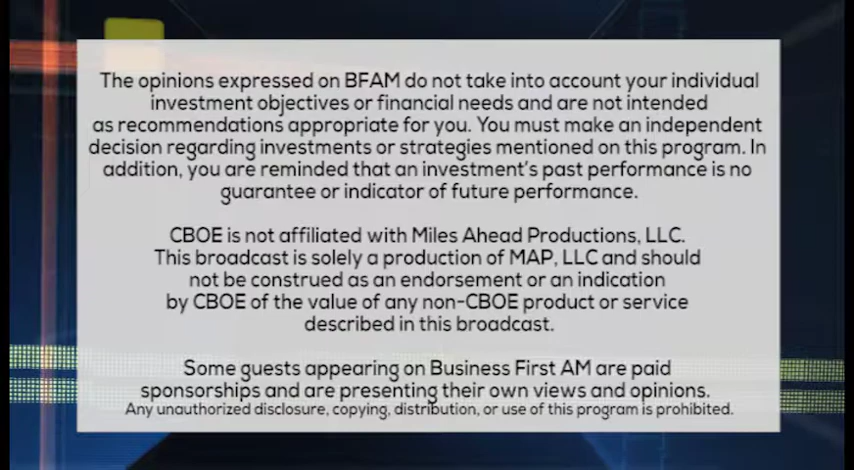 The opinions expressed on BFAM do not take into account your individual
investment objectives or financial needs and are not intended
as recommendations appropriate for you. You must make an independent
decision regarding investments or strategies mentioned on this program. In
addition, you are reminded that an investment's past performance is no
guarantee or indicator of future performance.
CBOE is not affiliated with Miles Ahead Productions, LLC.
This broadcast is solely a production of MAP, LLC and should
not be construed as an endorsement or an indication
by CBOE of the value of any non-CBOE product or service
described in this broadcast.
Some guests appearing on Business First AM are paid
sponsorships and are presenting their own views and opinions.
Any unauthorized disclosure, copying, distribution, or use of this program is prohibited.